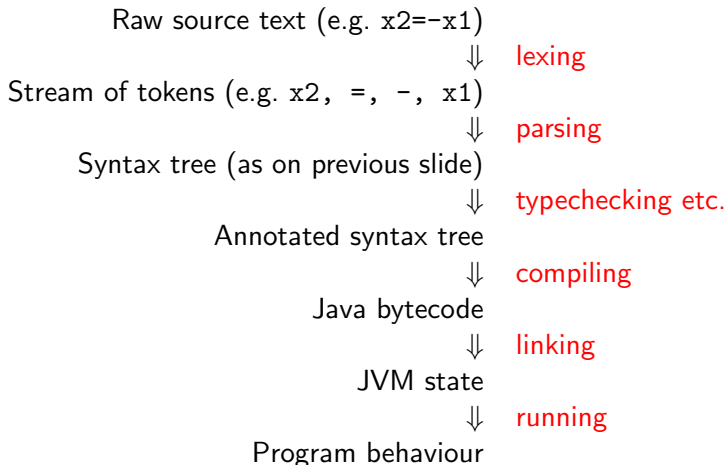 Raw source text (e.g. x2=-x1)
⇓ lexing
Stream of tokens (e.g. x2, =, -, x1)
⇓ parsing
Syntax tree (as on previous slide)
⇓ typechecking etc.
Annotated syntax tree
⇓ compiling
Java bytecode
⇓ linking
JVM state
⇓ running
Program behaviour